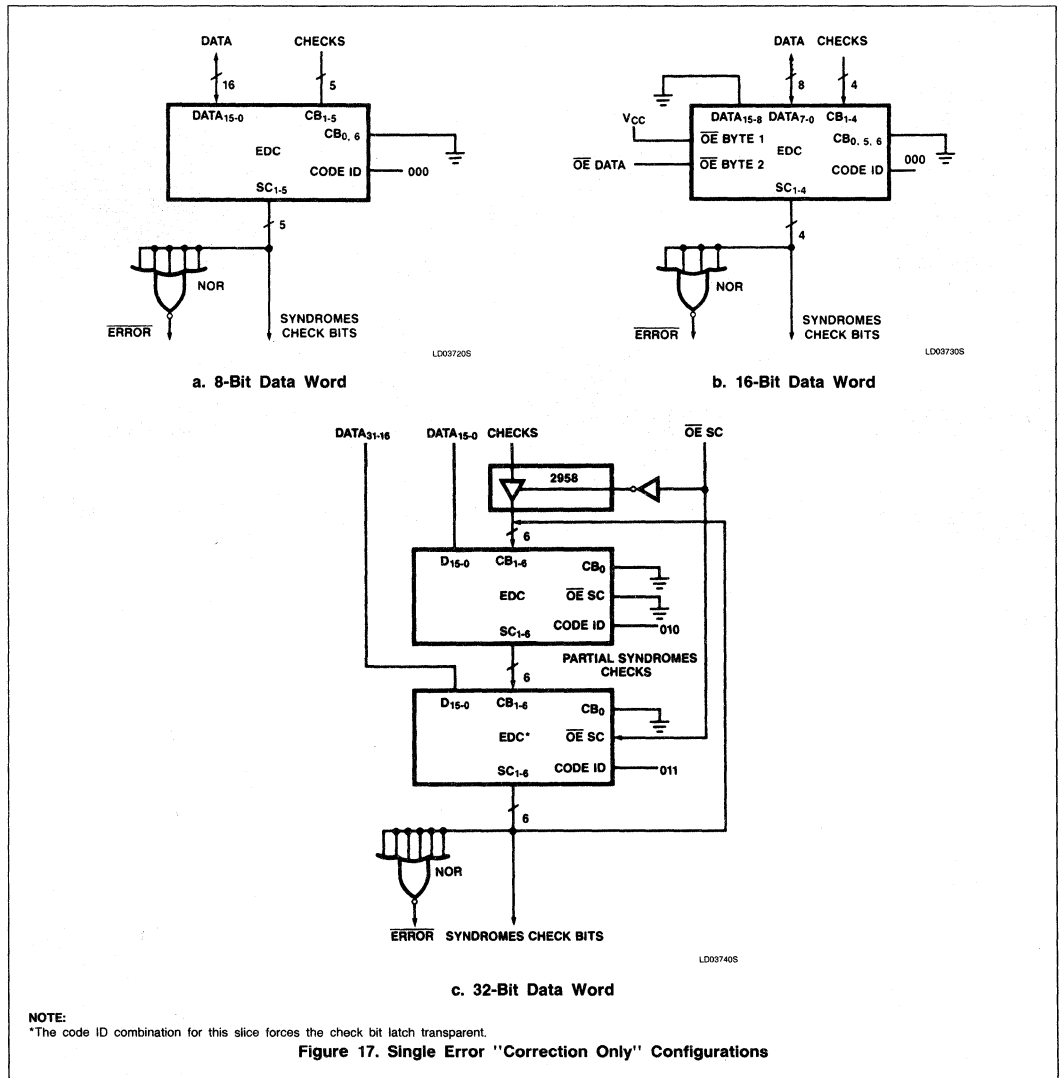 DATA CHECKS
16 5
DATA15-0 CB1-5
CB0, 6
EDC
CODE ID 000
SC1-5
5
NOR
ERROR
SYNDROMES
CHECK BITS
LD03720S
a. 8-Bit Data Word
DATA CHECKS
8 4
DATA15-8 DATA7-0 CB1-4
VCC
OE BYTE 1
CB0, 5, 6
OE DATA
OE BYTE 2
EDC
000
CODE ID
SC1-4
4
NOR
ERROR
SYNDROMES
CHECK BITS
LD03730S
b. 16-Bit Data Word
DATA31-16 DATA15-0 CHECKS OE SC
2958
6
D15-0 CB1-6
CB0
EDC OE SC
CODE ID 010
SC1-6
PARTIAL SYNDROMES
CHECKS
6
D15-0 CB1-6
CB0
EDC* OE SC
SC1-6 CODE ID 011
6
NOR
ERROR SYNDROMES CHECK BITS
LD03740S
c. 32-Bit Data Word
NOTE:
*The code ID combination for this slice forces the check bit latch transparent.
Figure 17. Single Error "Correction Only" Configurations